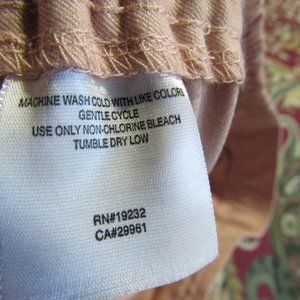 MACHINE WASH COLD WITH LIKE COLORS
GENTLE CYCLE
USE ONLY NON-CHLORINE BLEACH
TUMBLE DRY LOW
RN#19232
CA#29961